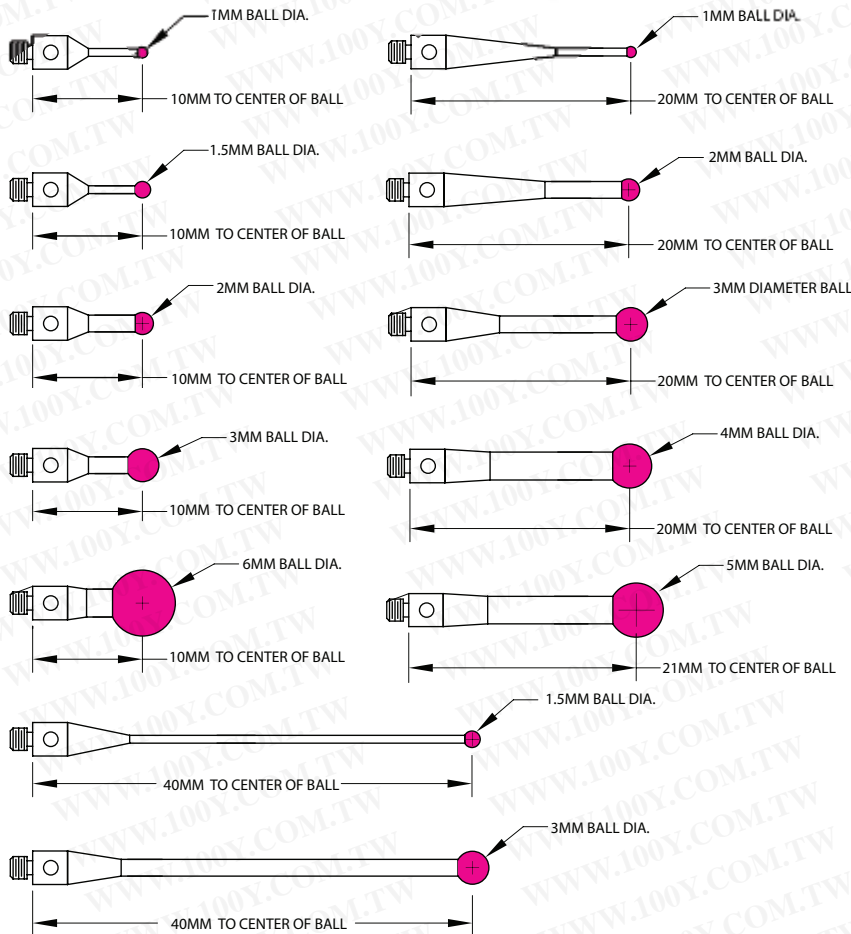 1MM BALL DIA.
10MM TO CENTER OF BALL
1MM BALL DIA.
20MM TO CENTER OF BALL
1.5MM BALL DIA.
10MM TO CENTER OF BALL
2MM BALL DIA.
20MM TO CENTER OF BALL
2MM BALL DIA.
10MM TO CENTER OF BALL
3MM DIAMETER BALL
20MM TO CENTER OF BALL
3MM BALL DIA.
10MM TO CENTER OF BALL
4MM BALL DIA.
20MM TO CENTER OF BALL
6MM BALL DIA.
10MM TO CENTER OF BALL
5MM BALL DIA.
21MM TO CENTER OF BALL
1.5MM BALL DIA.
40MM TO CENTER OF BALL
3MM BALL DIA.
40MM TO CENTER OF BALL
WWW.100Y.COM.TW